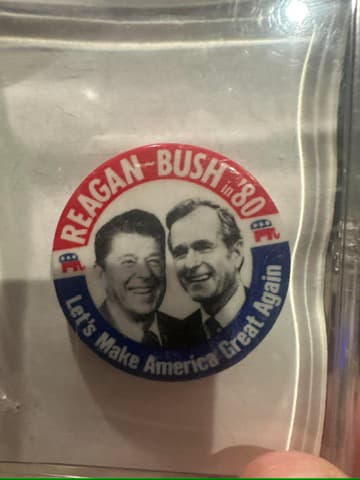 REAGAN-BUSH in '80
Let's Make America Great Again